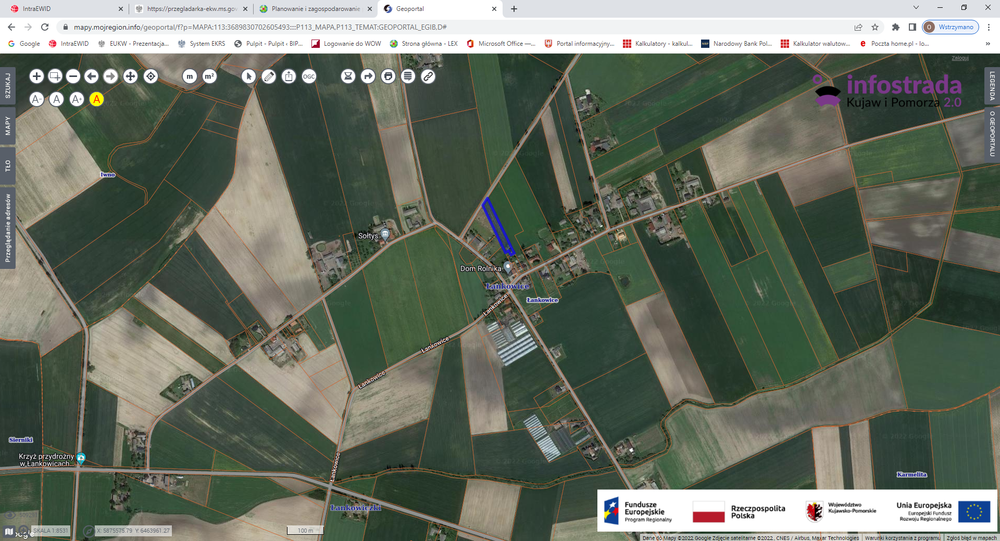 IntraEWID
https://przegladarka-ekw.ms.gov
Planowanie i zagospodarowanie
Geoportal
mapy.mojregion.info/geoportal/f?p=MAPA:113:3689830702605493::::P113_MAPA,P113_TEMAT:GEOPORTAL_EGIB,D#
O Wstrzymano
Google
IntraEWID
EUKW - Prezentacja...
System EKRS
Pulpit - Pulpit ‹ BIP...
Logowanie do WOW
Strona główna - LEX
Microsoft Office —...
Portal informacyjny...
Kalkulatory - kalkul...
NBP
Narodowy Bank Pol...
Kalkulator walutow...
Poczta home.pl - lo...
»
Zaloguj
SZUKAJ
MAPY
TŁO
Przeglądanie adresów
LEGENDA
O GEOPORTALU
m
m²
OGC
A-
A
A+
A
infostrada
Kujaw i Pomorza 2.0
Iwno
Sołtys
Dom Rolnika
Łankowice
Łankowice
Łankowice
Łankowice
Łankowice
Łankowice
Sierniki
Krzyż przydrożny
w Łankowicach...
Łankowiczki
Karmelita
© 2022 Google
509291
SKALA 1:8531
X: 5875575.79 Y: 6463961.27
100 m
Fundusze
Europejskie
Program Regionalny
Rzeczpospolita
Polska
Województwo
Kujawsko-Pomorskie
Unia Europejska
Europejski Fundusz
Rozwoju Regionalnego
Dane do Mapy ©2022 Google Zdjęcie satelitarne ©2022 , CNES / Airbus, Maxar Technologies
Warunki korzystania z programu
Zgłoś błąd w mapach